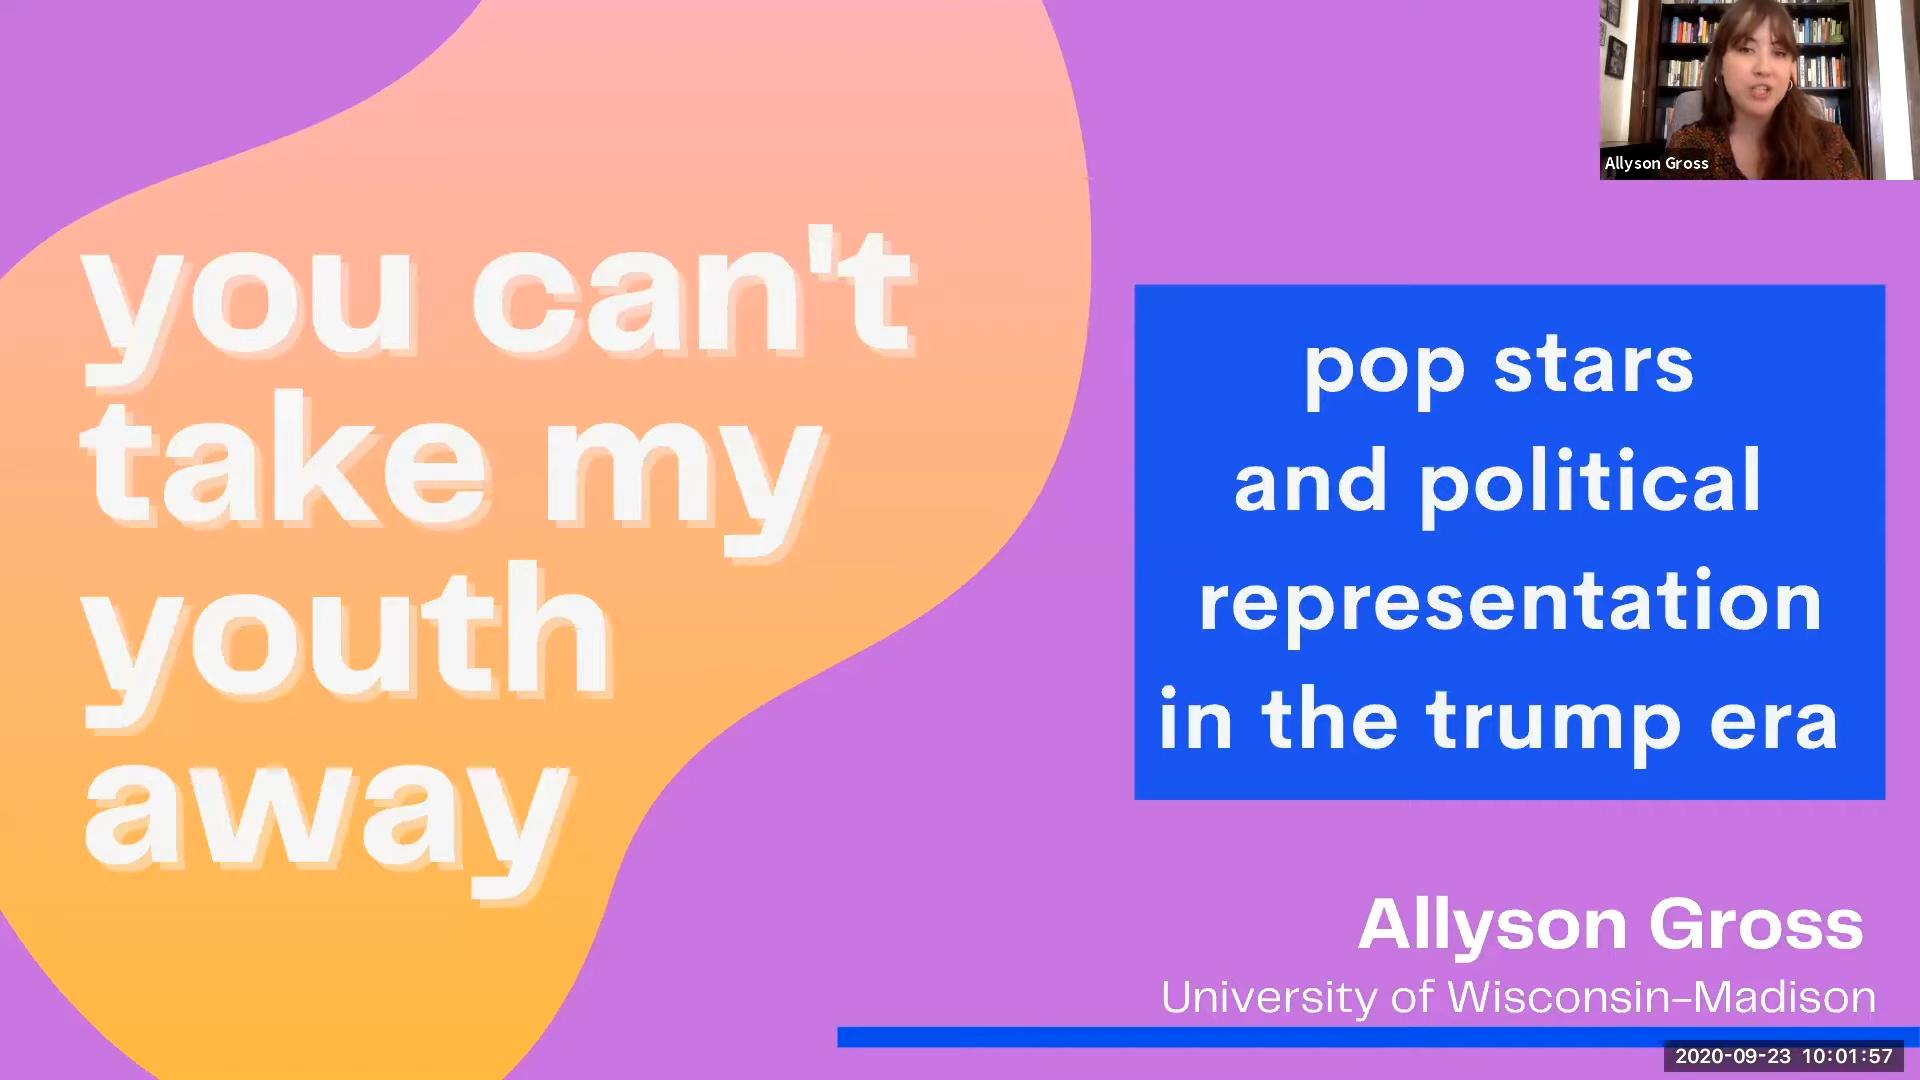 you can't
take my
youth
away
pop stars
and political
representation
in the trump era
Allyson Gross
University of Wisconsin–Madison
Allyson Gross
2020-09-23 10:01:57